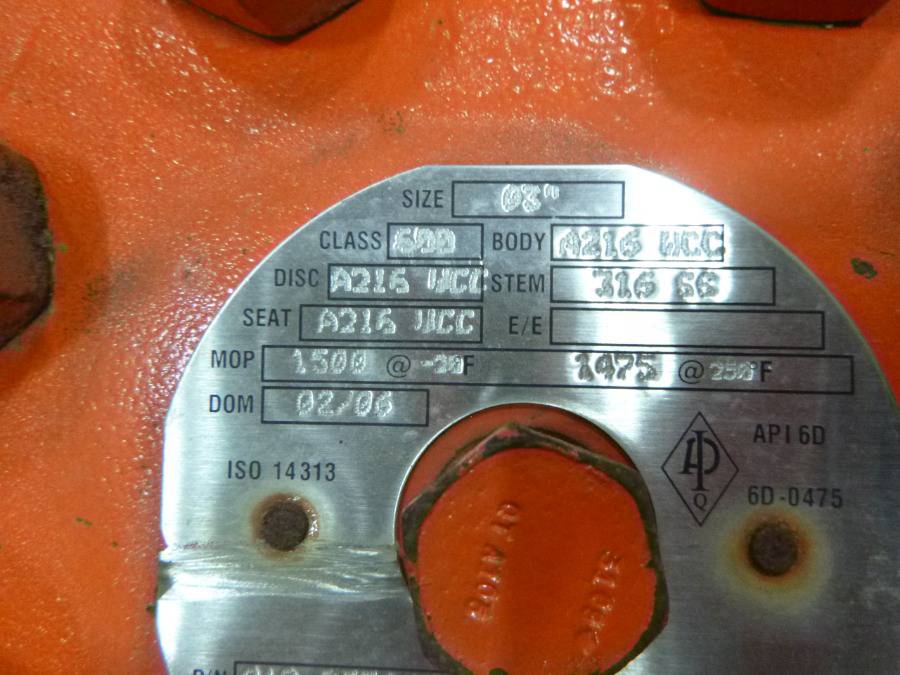 SIZE 08"
CLASS 600 BODY A216 WCC
DISC A216 WCC STEM 316 SS
SEAT A216 WCC E/E
MOP 1500 @ -20F 1475 @ 250°F
DOM 02/06
API 6D
ISO 14313
Q
6D-0475
P/N